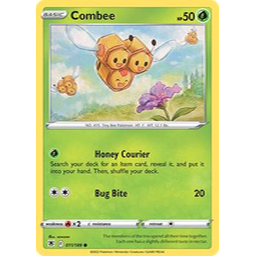 BASIC Combee HP50
NO. 415 Tiny Bee Pokémon HT: 1' WT: 12.1 lbs.
Honey Courier
Search your deck for an Item card, reveal it, and put it
into your hand. Then, shuffle your deck.
Bug Bite 20
weakness ×2 resistance retreat
011/189
The members of the trio spend all their time together.
Each one has a slightly different taste in nectar.